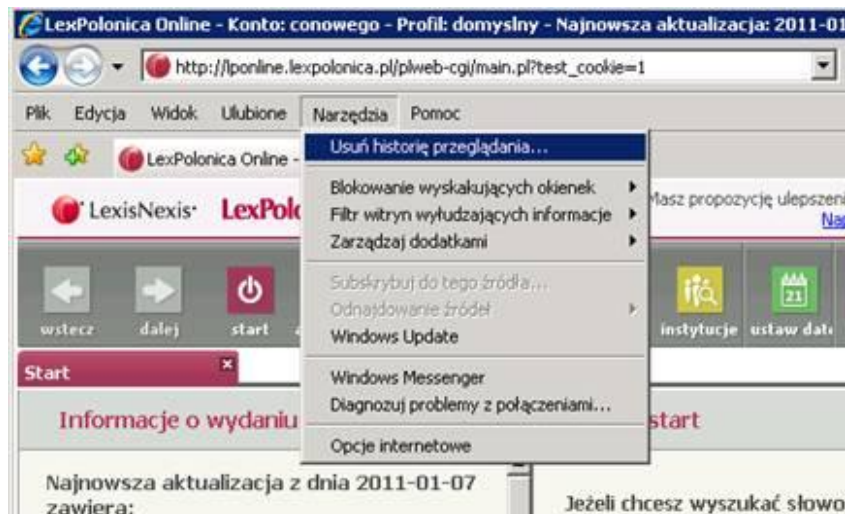 LexPolonica Online - Konto: conowego - Profil: domyslny - Najnowsza aktualizacja: 2011-01
http://lponline.lexpolonica.pl/plweb-cgi/main.pl?test_cookie=1
Plik Edycja Widok Ulubione Narzędzia Pomoc
LexPolonica Online -
Usuń historię przeglądania...
Blokowanie wyskakujących okienek
Filtr witryn wyłudzających informacje
Zarządzaj dodatkami
Subskrybuj do tego źródła...
Odnajdowanie źródeł
Windows Update
Windows Messenger
Diagnozuj problemy z połączeniami...
Opcje internetowe
LexisNexis LexPolo
Masz propozycję ulepszeni
Nap
wstecz dalej start
instytucje ustaw date
21
Start
Informacje o wydaniu
start
Najnowsza aktualizacja z dnia 2011-01-07
zawiera:
Jeżeli chcesz wyszukać słowo